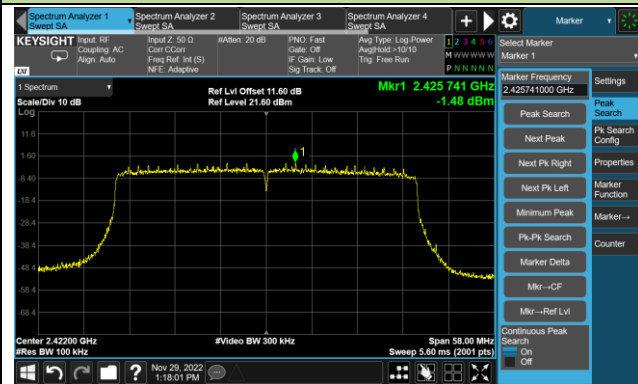 Spectrum Analyzer 1
Swept SA
Spectrum Analyzer 2
Swept SA
Spectrum Analyzer 3
Swept SA
Spectrum Analyzer 4
Swept SA
Marker
KEYSIGHT
Input: RF
Coupling: AC
Align: Auto
Input Z: 50 Ω
Corr CCorr
Freq Ref: Int (S)
NFE: Adaptive
#Atten: 20 dB
PNO: Fast
Gate: Off
IF Gain: Low
Sig Track: Off
Avg Type: Log-Power
Avg|Hold:>10/10
Trig: Free Run
1 2 3 4 5 6
M W W W W W
P N N N N N
LXI
Select Marker
Marker 1
1 Spectrum
Scale/Div 10 dB
Log
Ref Lvl Offset 11.60 dB
Ref Level 21.60 dBm
Mkr1 2.425 741 GHz
-1.48 dBm
11.6
1.60
-8.40
-18.4
-28.4
-38.4
-48.4
-58.4
-68.4
1
Center 2.42200 GHz
#Res BW 100 kHz
#Video BW 300 kHz
Span 58.00 MHz
Sweep 5.60 ms (2001 pts)
Marker Frequency
2.425741000 GHz
Peak Search
Next Peak
Next Pk Right
Next Pk Left
Minimum Peak
Pk-Pk Search
Marker Delta
Mkr→CF
Mkr→Ref Lvl
Continuous Peak
Search
On
Off
Settings
Peak
Search
Pk Search
Config
Properties
Marker
Function
Marker→
Counter
Nov 29, 2022
1:18:01 PM